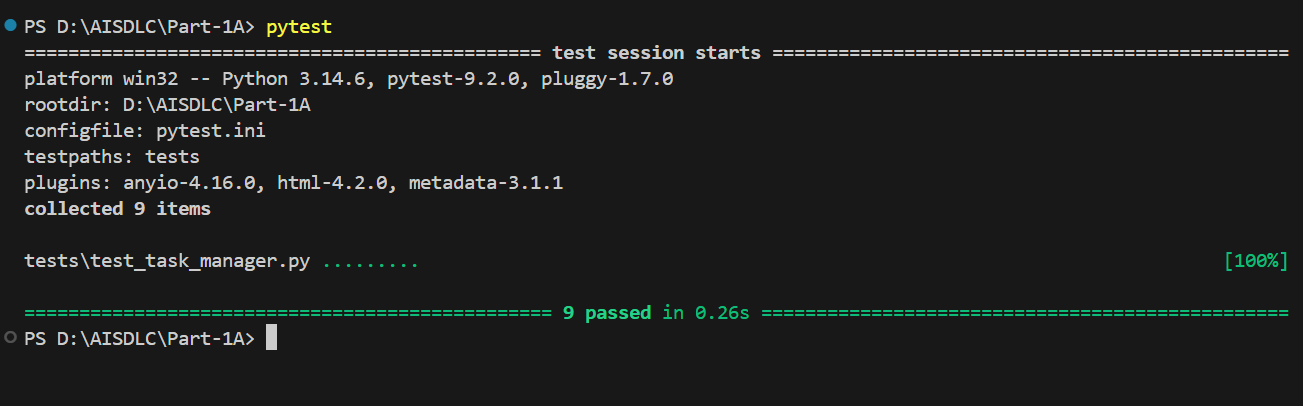 PS D:\AISDLC\Part-1A> pytest
=============================================== test session starts ===============================================
platform win32 -- Python 3.14.6, pytest-9.2.0, pluggy-1.7.0
rootdir: D:\AISDLC\Part-1A
configfile: pytest.ini
testpaths: tests
plugins: anyio-4.16.0, html-4.2.0, metadata-3.1.1
collected 9 items
tests\test_task_manager.py ......... [100%]
================================================ 9 passed in 0.26s ================================================
PS D:\AISDLC\Part-1A>